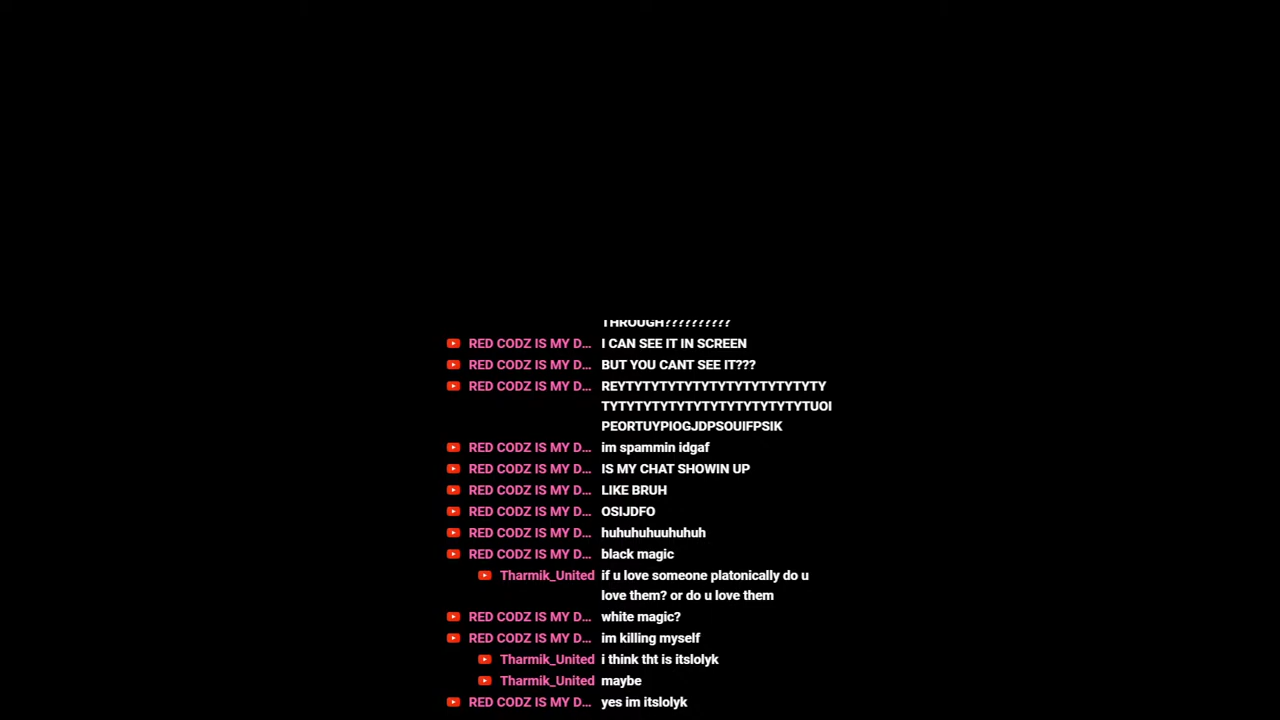 THROUGH??????????
RED CODZ IS MY D... I CAN SEE IT IN SCREEN
RED CODZ IS MY D... BUT YOU CANT SEE IT???
RED CODZ IS MY D... REYTYTYTYTYTYTYTYTYTYTYTYTY
TYTYTYTYTYTYTYTYTYTYTYTYTUOI
PEORTUYPIOGJDPSOUIFPSIK
RED CODZ IS MY D... im spammin idgaf
RED CODZ IS MY D... IS MY CHAT SHOWIN UP
RED CODZ IS MY D... LIKE BRUH
RED CODZ IS MY D... OSIJDFO
RED CODZ IS MY D... huhuhuhuuhuhuh
RED CODZ IS MY D... black magic
Tharmik_United if u love someone platonically do u
love them? or do u love them
RED CODZ IS MY D... white magic?
RED CODZ IS MY D... im killing myself
Tharmik_United i think tht is itslolyk
Tharmik_United maybe
RED CODZ IS MY D... yes im itslolyk